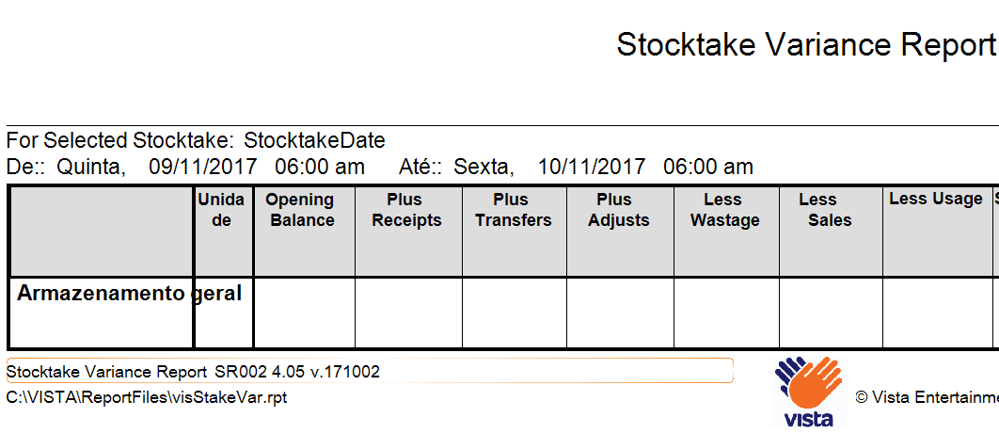 Stocktake Variance Report
For Selected Stocktake: StocktakeDate
De:: Quinta, 09/11/2017 06:00 am Até:: Sexta, 10/11/2017 06:00 am
Unida Opening Plus Plus Plus Less Less Less Usage
de Balance Receipts Transfers Adjusts Wastage Sales
Armazenamento geral
Stocktake Variance Report SR002 4.05 v.171002
C:\VISTA\ReportFiles\visStakeVar.rpt © Vista Entertainme
vista